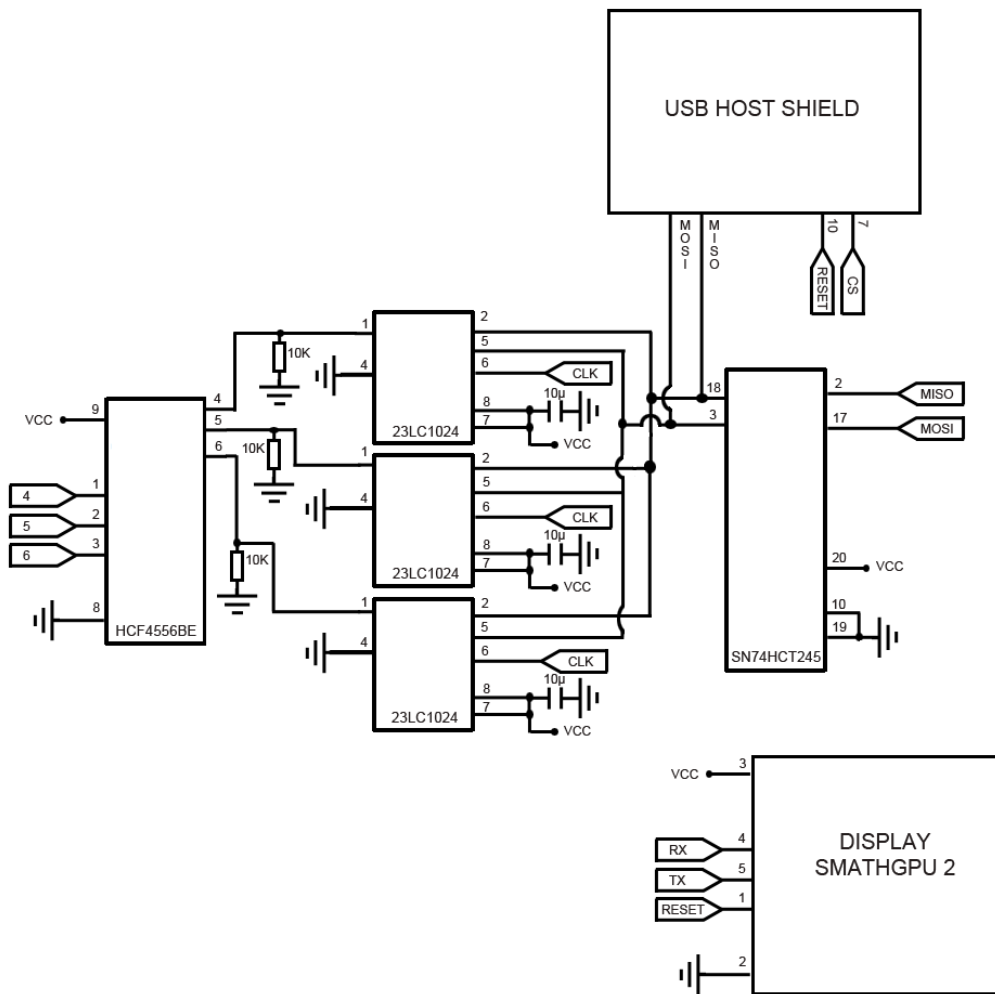 USB HOST SHIELD
MOSI
MISO
10
7
RESET
CS
VCC
9
4
5
6
4
1
5
2
6
3
8
HCF4556BE
10K
10K
10K
1
4
2
5
6
CLK
8
7
10µ
VCC
23LC1024
1
4
2
5
6
CLK
8
7
10µ
VCC
23LC1024
1
4
2
5
6
CLK
8
7
10µ
VCC
23LC1024
18
3
2
MISO
17
MOSI
20
VCC
10
19
SN74HCT245
VCC
3
RX
4
TX
5
RESET
1
2
DISPLAY
SMATHGPU 2